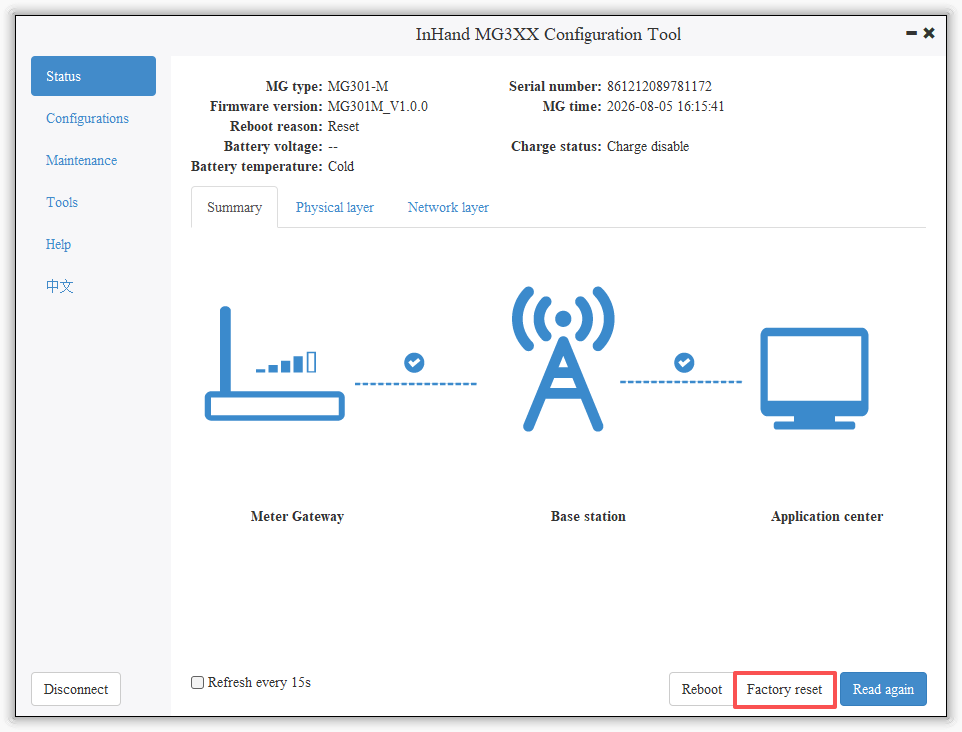 InHand MG3XX Configuration Tool
Status
Configurations
Maintenance
Tools
Help
中文
MG type: MG301-M
Serial number: 861212089781172
Firmware version: MG301M_V1.0.0
MG time: 2026-08-05 16:15:41
Reboot reason: Reset
Battery voltage: --
Charge status: Charge disable
Battery temperature: Cold
Summary
Physical layer
Network layer
Meter Gateway
Base station
Application center
Disconnect
Refresh every 15s
Reboot
Factory reset
Read again